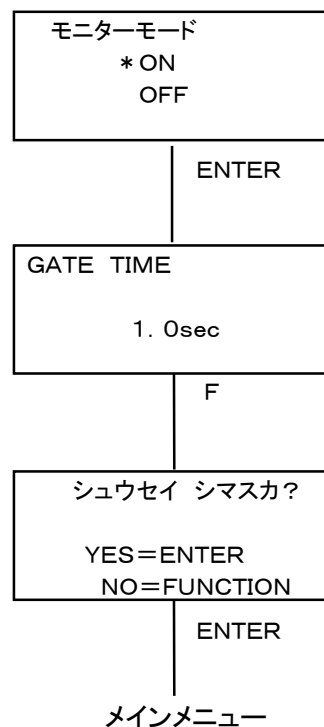 モニターモード
＊ON
OFF
ENTER
GATE TIME
１．０sec
F
シュウセイ シマスカ？
YES＝ENTER
NO＝FUNCTION
ENTER
メインメニュー